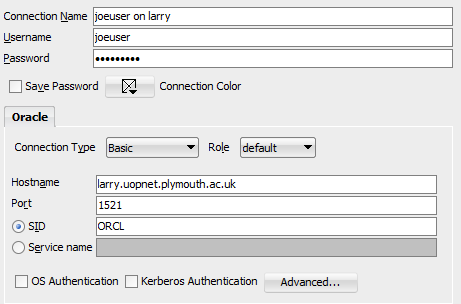 Connection Name joeuser on larry
Username joeuser
Password •••••••••
Save Password Connection Color
Oracle
Connection Type Basic Role default
Hostname larry.uopnet.plymouth.ac.uk
Port 1521
SID ORCL
Service name
OS Authentication Kerberos Authentication Advanced...